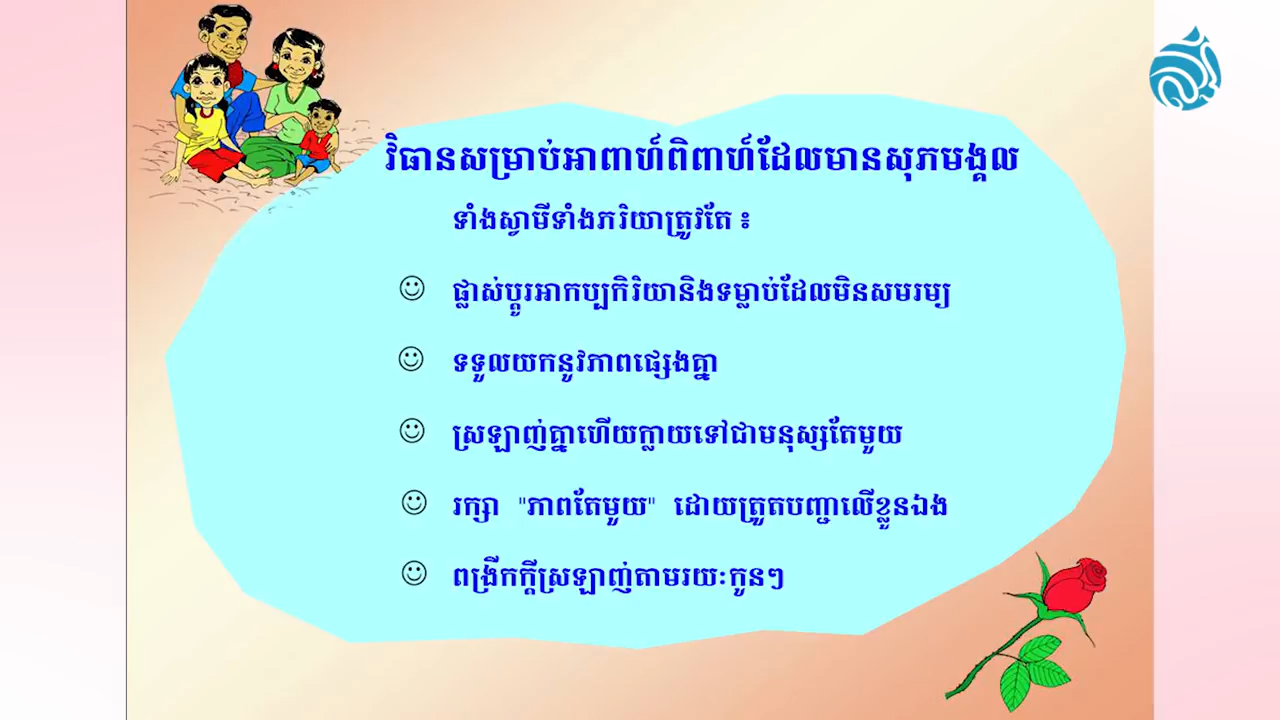 វិធានសម្រាប់អាពាហ៍ពិពាហ៍ដែលមានសុភមង្គល
ទាំងស្វាមីទាំងភរិយាត្រូវតែ ៖
ផ្លាស់ប្ដូរអាកប្បកិរិយានិងទម្លាប់ដែលមិនសមរម្យ
ទទួលយកនូវភាពផ្សេងគ្នា
ស្រឡាញ់គ្នាហើយក្លាយទៅជាមនុស្សតែមួយ
រក្សា "ភាពតែមួយ" ដោយត្រួតបញ្ជាលើខ្លួនឯង
ពង្រីកក្ដីស្រឡាញ់តាមរយៈកូនៗ